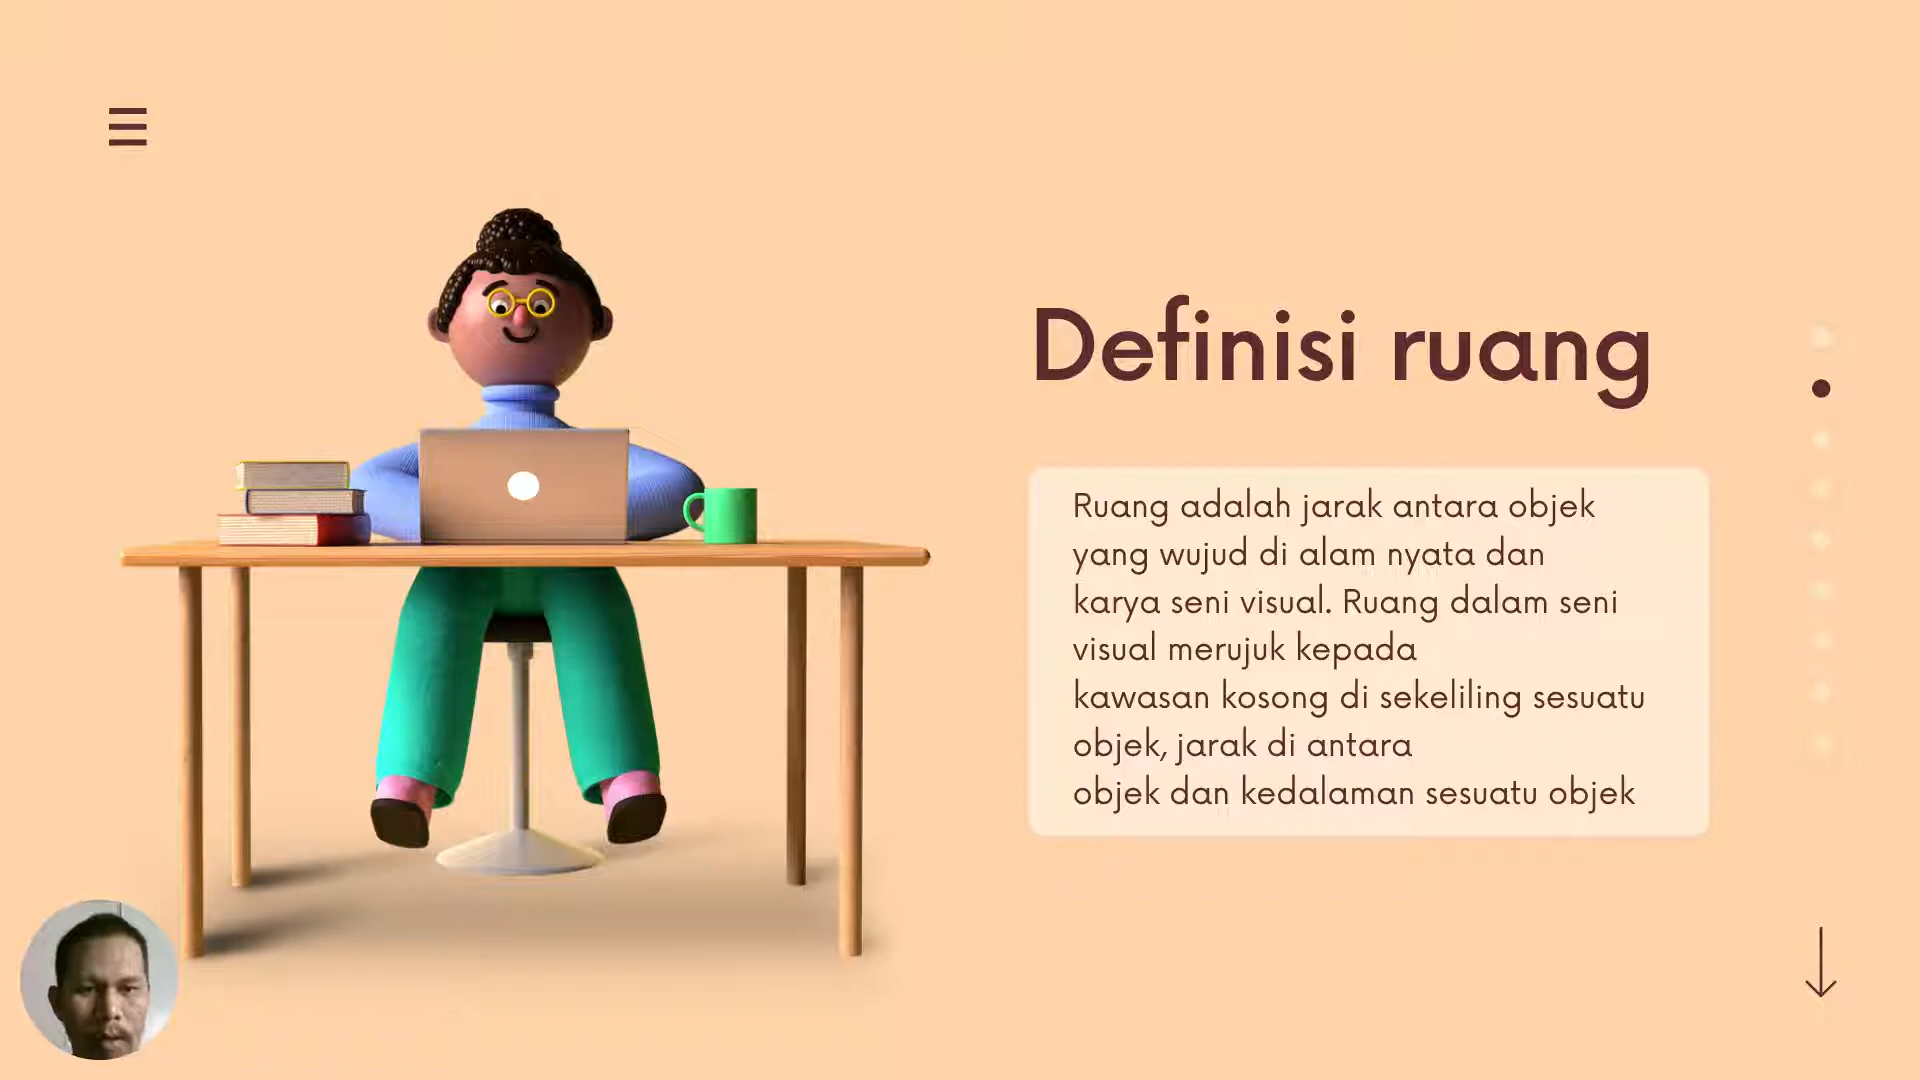 Definisi ruang
Ruang adalah jarak antara objek
yang wujud di alam nyata dan
karya seni visual. Ruang dalam seni
visual merujuk kepada
kawasan kosong di sekeliling sesuatu
objek, jarak di antara
objek dan kedalaman sesuatu objek